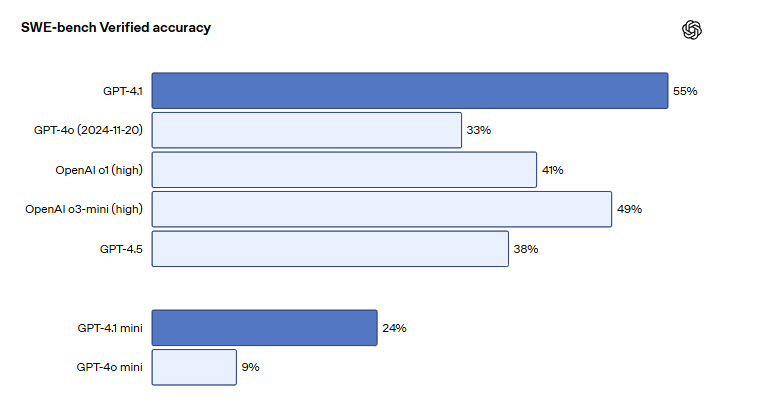 SWE-bench Verified accuracy
GPT-4.1 55%
GPT-4o (2024-11-20) 33%
OpenAI o1 (high) 41%
OpenAI o3-mini (high) 49%
GPT-4.5 38%
GPT-4.1 mini 24%
GPT-4o mini 9%